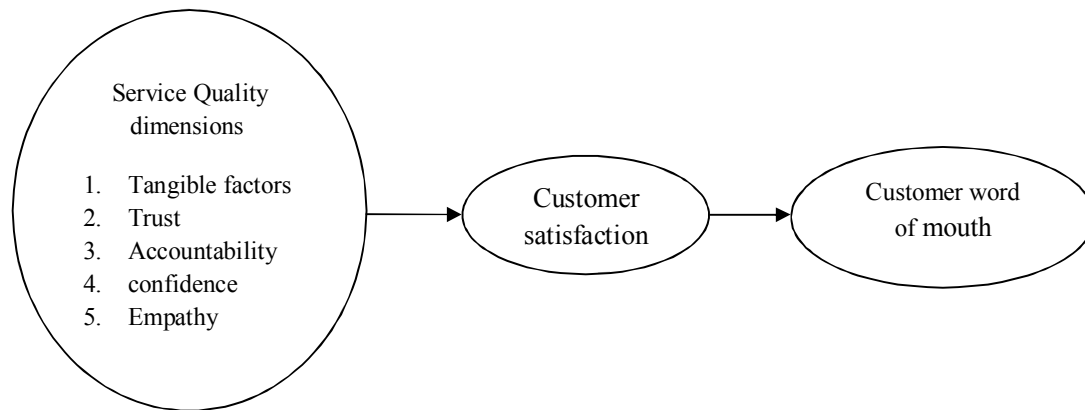 Service Quality
dimensions
1. Tangible factors
2. Trust
3. Accountability
4. confidence
5. Empathy
Customer
satisfaction
Customer word
of mouth